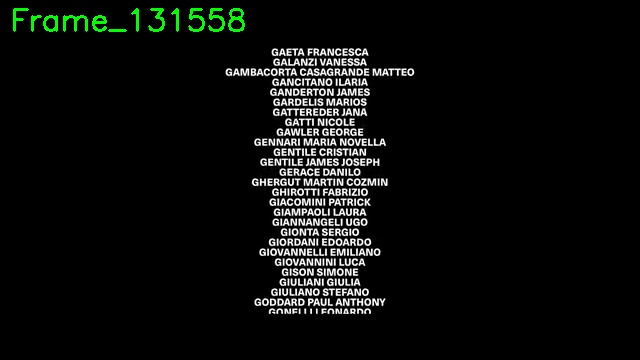 Frame_131558
GAETA FRANCESCA
GALANZI VANESSA
GAMBACORTA CASAGRANDE MATTEO
GANCITANO ILARIA
GANDERTON JAMES
GARDELIS MARIOS
GATTEREDER JANA
GATTI NICOLE
GAWLER GEORGE
GENNARI MARIA NOVELLA
GENTILE CRISTIAN
GENTILE JAMES JOSEPH
GERACE DANILO
GHERGUT MARTIN COZMIN
GHIROTTI FABRIZIO
GIACOMINI PATRICK
GIAMPAOLI LAURA
GIANNANGELI UGO
GIONTA SERGIO
GIORDANI EDOARDO
GIOVANNELLI EMILIANO
GIOVANNINI LUCA
GISON SIMONE
GIULIANI GIULIA
GIULIANO STEFANO
GODDARD PAUL ANTHONY
GONELLI LEONARDO